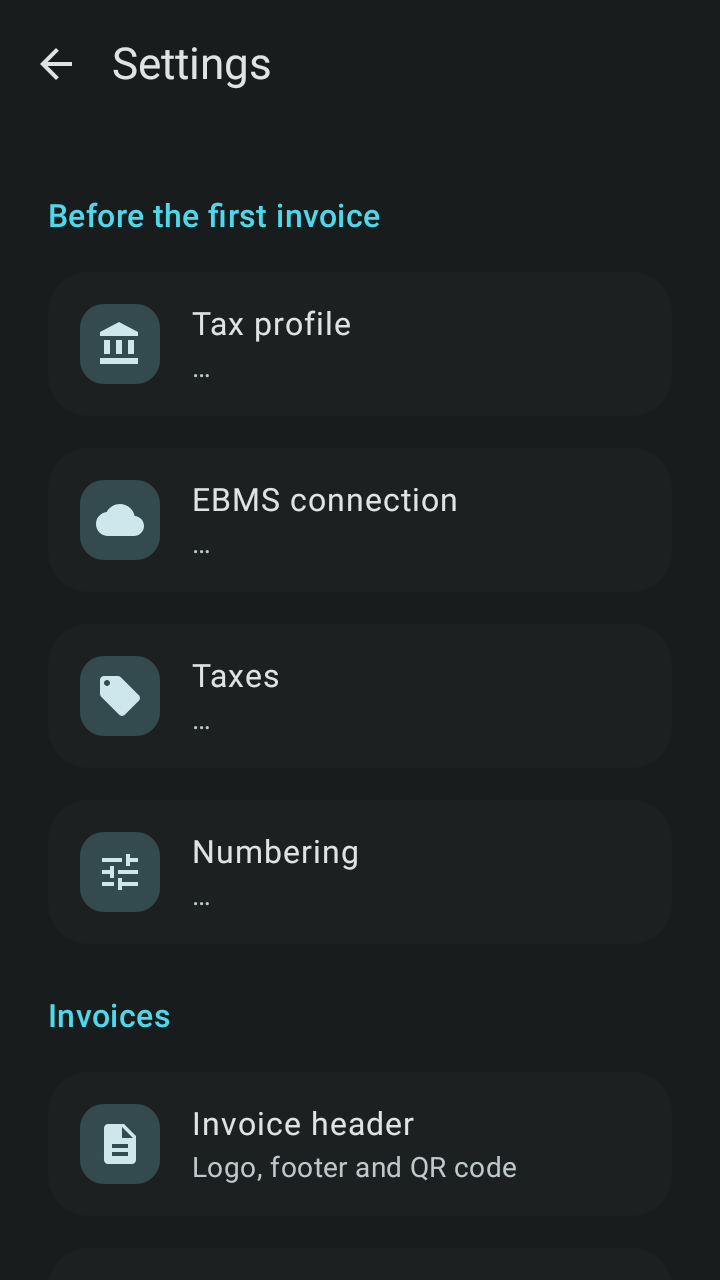 Settings
Before the first invoice
Tax profile
…
EBMS connection
…
Taxes
…
Numbering
…
Invoices
Invoice header
Logo, footer and QR code